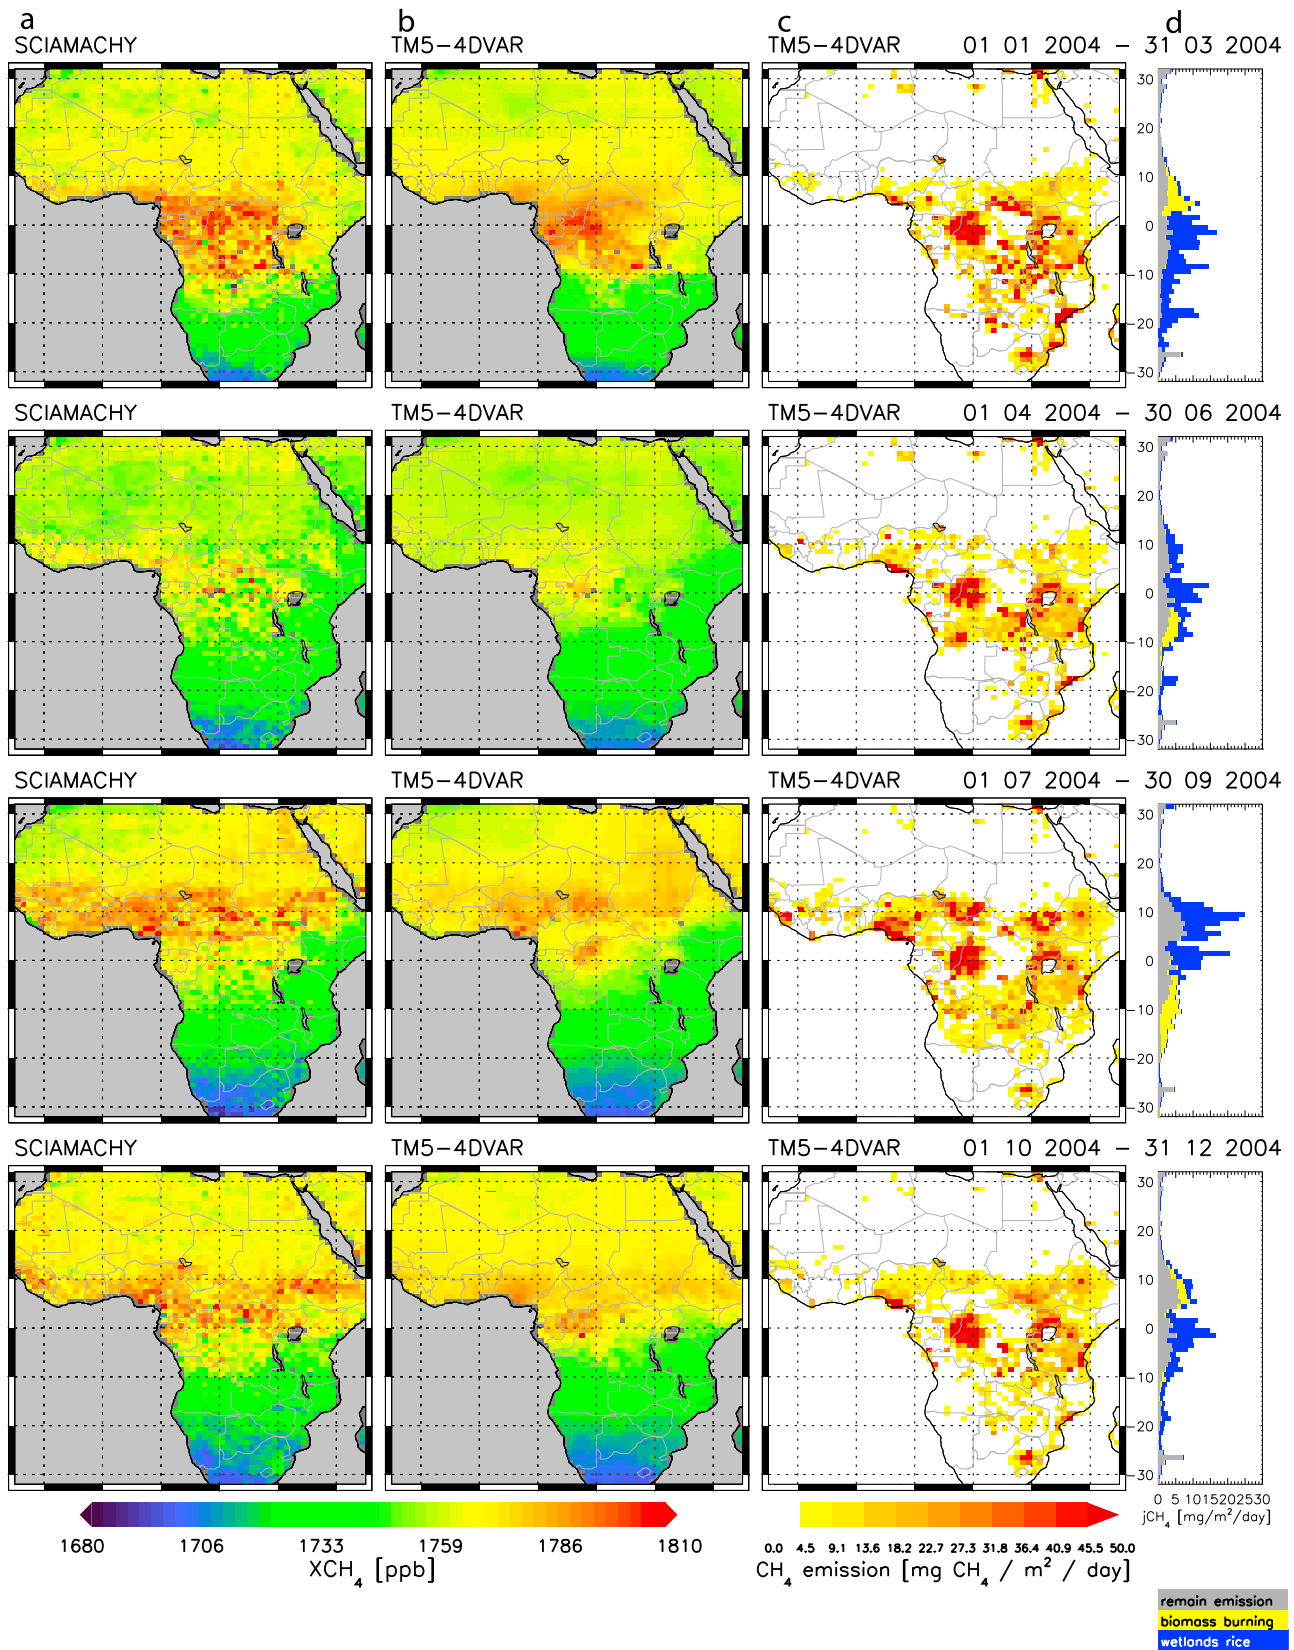 a b c d
SCIAMACHY TM5-4DVAR TM5-4DVAR 01 01 2004 - 31 03 2004
30
20
10
0
-10
-20
-30
SCIAMACHY TM5-4DVAR TM5-4DVAR 01 04 2004 - 30 06 2004
30
20
10
0
-10
-20
-30
SCIAMACHY TM5-4DVAR TM5-4DVAR 01 07 2004 - 30 09 2004
30
20
10
0
-10
-20
-30
SCIAMACHY TM5-4DVAR TM5-4DVAR 01 10 2004 - 31 12 2004
30
20
10
0
-10
-20
-30
0 5 10 15 20 25 30
jCH₄ [mg/m²/day]
1680 1706 1733 1759 1786 1810
XCH₄ [ppb]
0.0 4.5 9.1 13.6 18.2 22.7 27.3 31.8 36.4 40.9 45.5 50.0
CH₄ emission [mg CH₄ / m² / day]
remain emission
biomass burning
wetlands rice